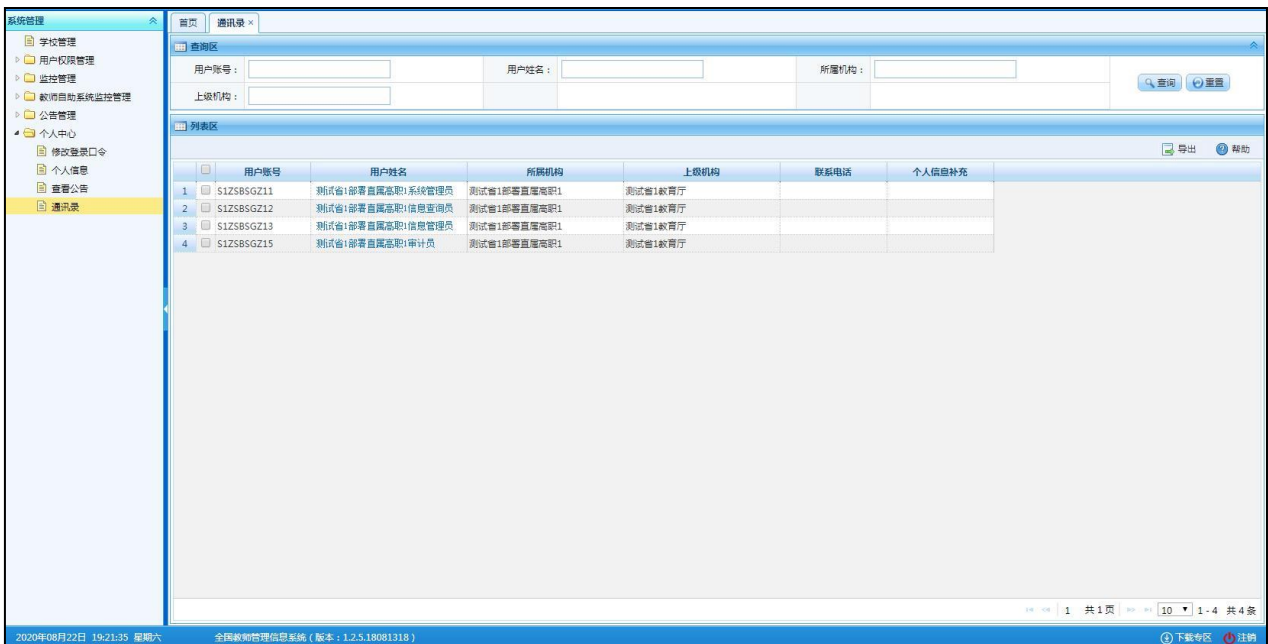 系统管理
学校管理
用户权限管理
监控管理
教师自助系统监控管理
公告管理
个人中心
修改登录口令
个人信息
查看公告
通讯录
首页 通讯录 ×
查询区
用户账号： 用户姓名： 所属机构：
上级机构：
查询 重置
列表区
导出 帮助
用户账号 用户姓名 所属机构 上级机构 联系电话 个人信息补充
1 S1ZSBSGZ11 测试省1部署直属高职1系统管理员 测试省1部署直属高职1 测试省1教育厅
2 S1ZSBSGZ12 测试省1部署直属高职1信息查询员 测试省1部署直属高职1 测试省1教育厅
3 S1ZSBSGZ13 测试省1部署直属高职1信息管理员 测试省1部署直属高职1 测试省1教育厅
4 S1ZSBSGZ15 测试省1部署直属高职1审计员 测试省1部署直属高职1 测试省1教育厅
1 共1页 10 1-4 共4条
2020年08月22日 19:21:35 星期六 全国教师管理信息系统（版本：1.2.5.18081318） 下载专区 注销